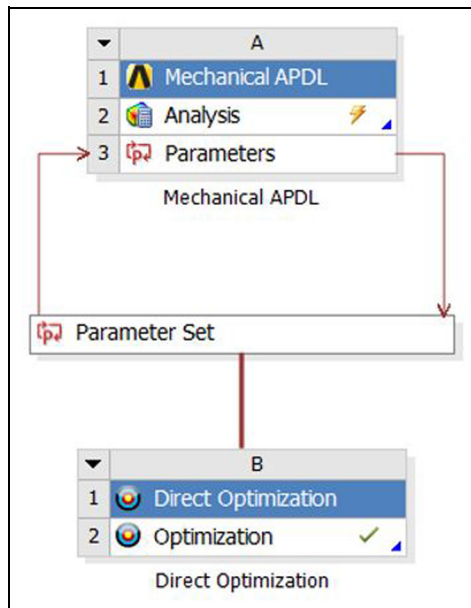 A
1 Mechanical APDL
2 Analysis
3 Parameters
Mechanical APDL
Parameter Set
B
1 Direct Optimization
2 Optimization
Direct Optimization